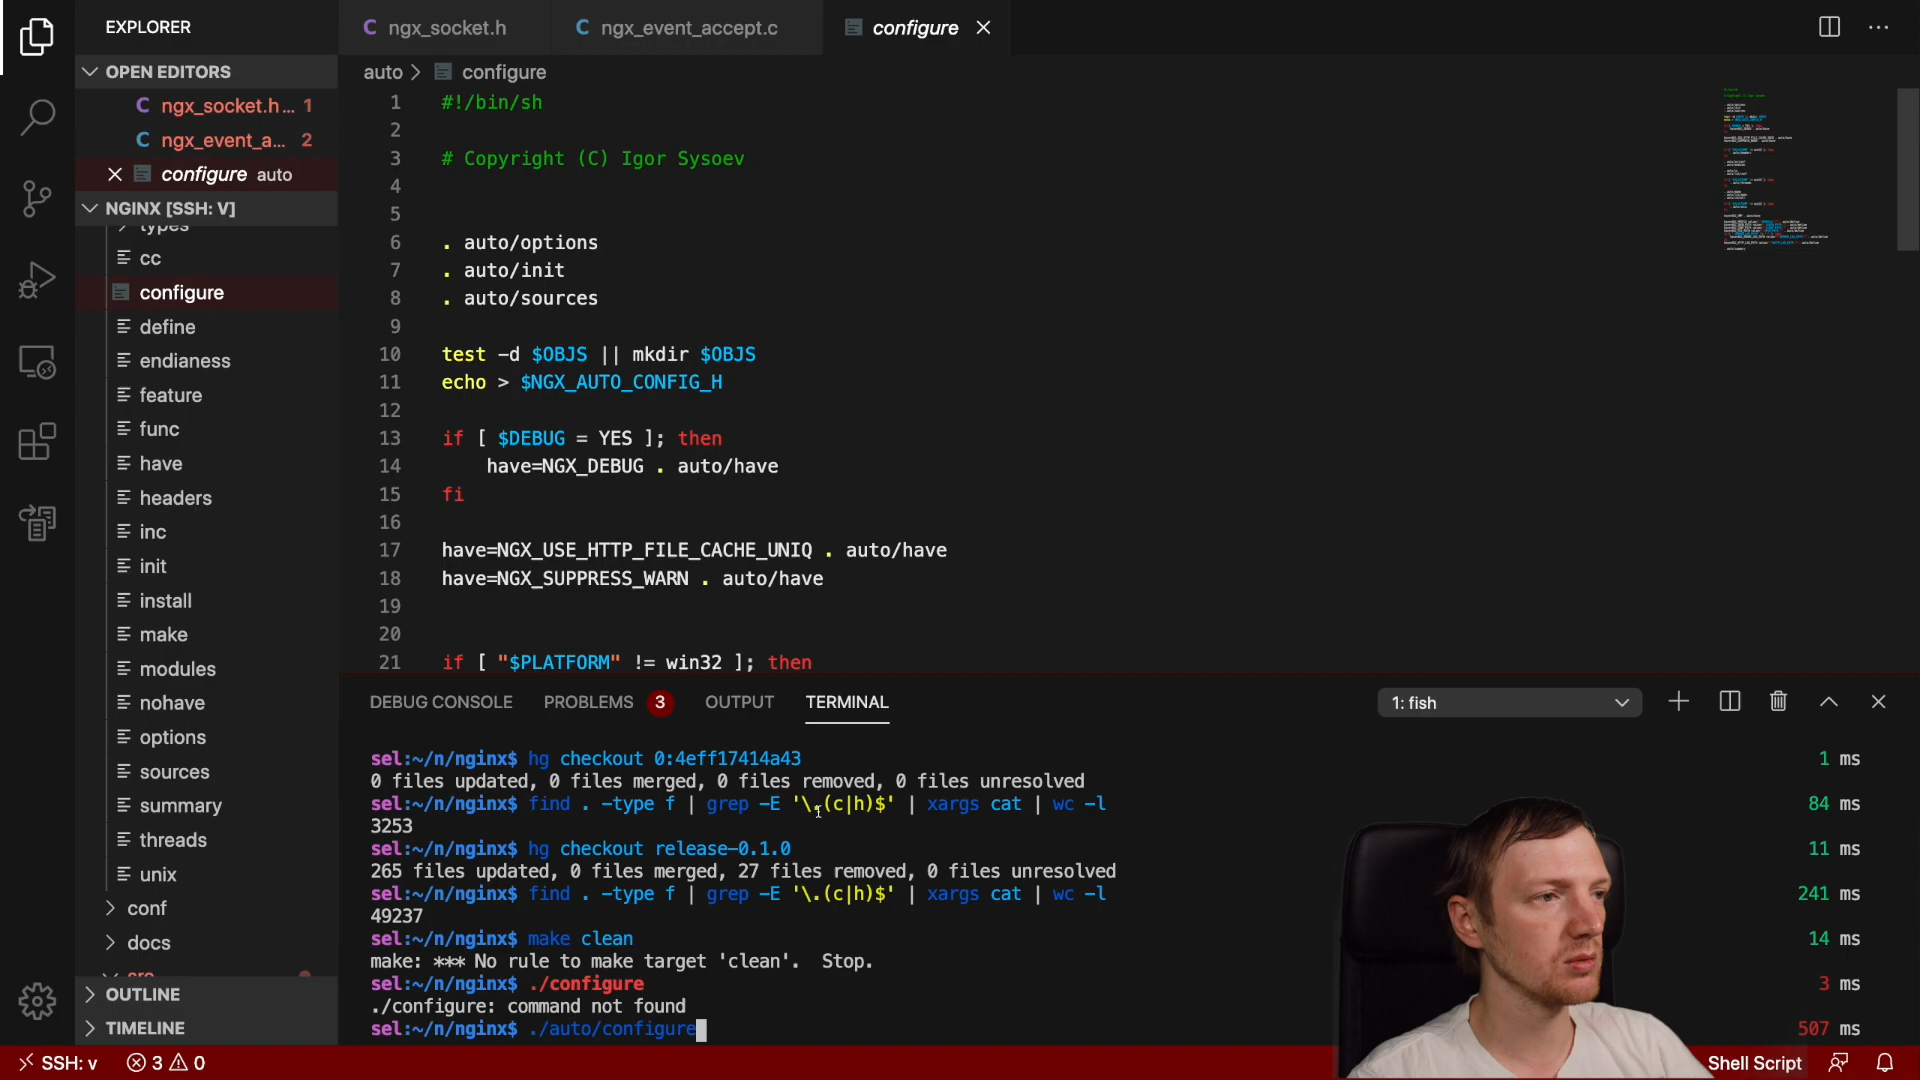 EXPLORER
OPEN EDITORS
ngx_socket.h... 1
ngx_event_a... 2
configure auto
NGINX [SSH: V]
types
cc
configure
define
endianess
feature
func
have
headers
inc
init
install
make
modules
nohave
options
sources
summary
threads
unix
conf
docs
src
OUTLINE
TIMELINE
C ngx_socket.h
C ngx_event_accept.c
configure
auto > configure
1 #!/bin/sh
2
3 # Copyright (C) Igor Sysoev
4
5
6 . auto/options
7 . auto/init
8 . auto/sources
9
10 test -d $OBJS || mkdir $OBJS
11 echo > $NGX_AUTO_CONFIG_H
12
13 if [ $DEBUG = YES ]; then
14 have=NGX_DEBUG . auto/have
15 fi
16
17 have=NGX_USE_HTTP_FILE_CACHE_UNIQ . auto/have
18 have=NGX_SUPPRESS_WARN . auto/have
19
20
21 if [ "$PLATFORM" != win32 ]; then
DEBUG CONSOLE PROBLEMS 3 OUTPUT TERMINAL 1: fish
sel:~/n/nginx$ hg checkout 0:4eff17414a43 1 ms
0 files updated, 0 files merged, 0 files removed, 0 files unresolved
sel:~/n/nginx$ find . -type f | grep -E '\.(c|h)$' | xargs cat | wc -l 84 ms
3253
sel:~/n/nginx$ hg checkout release-0.1.0 11 ms
265 files updated, 0 files merged, 27 files removed, 0 files unresolved
sel:~/n/nginx$ find . -type f | grep -E '\.(c|h)$' | xargs cat | wc -l 241 ms
49237
sel:~/n/nginx$ make clean 14 ms
make: *** No rule to make target 'clean'. Stop.
sel:~/n/nginx$ ./configure 3 ms
./configure: command not found
sel:~/n/nginx$ ./auto/configure 507 ms
SSH: v 3 0 Shell Script